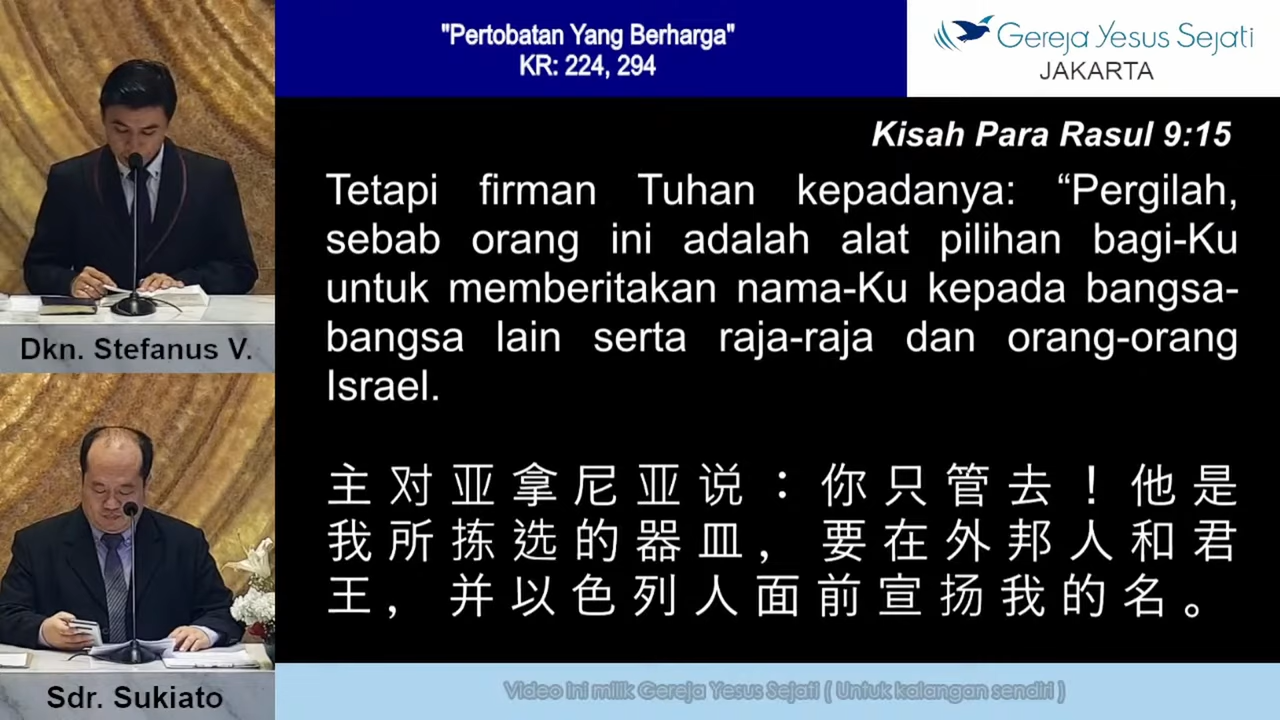 "Pertobatan Yang Berharga"
KR: 224, 294
Gereja Yesus Sejati
JAKARTA
Kisah Para Rasul 9:15
Tetapi firman Tuhan kepadanya: “Pergilah,
sebab orang ini adalah alat pilihan bagi-Ku
untuk memberitakan nama-Ku kepada bangsa-
bangsa lain serta raja-raja dan orang-orang
Israel.
主对亚拿尼亚说：你只管去！他是
我所拣选的器皿，要在外邦人和君
王，并以色列人面前宣扬我的名。
Dkn. Stefanus V.
Sdr. Sukiato
Video ini milik Gereja Yesus Sejati ( Untuk kalangan sendiri )